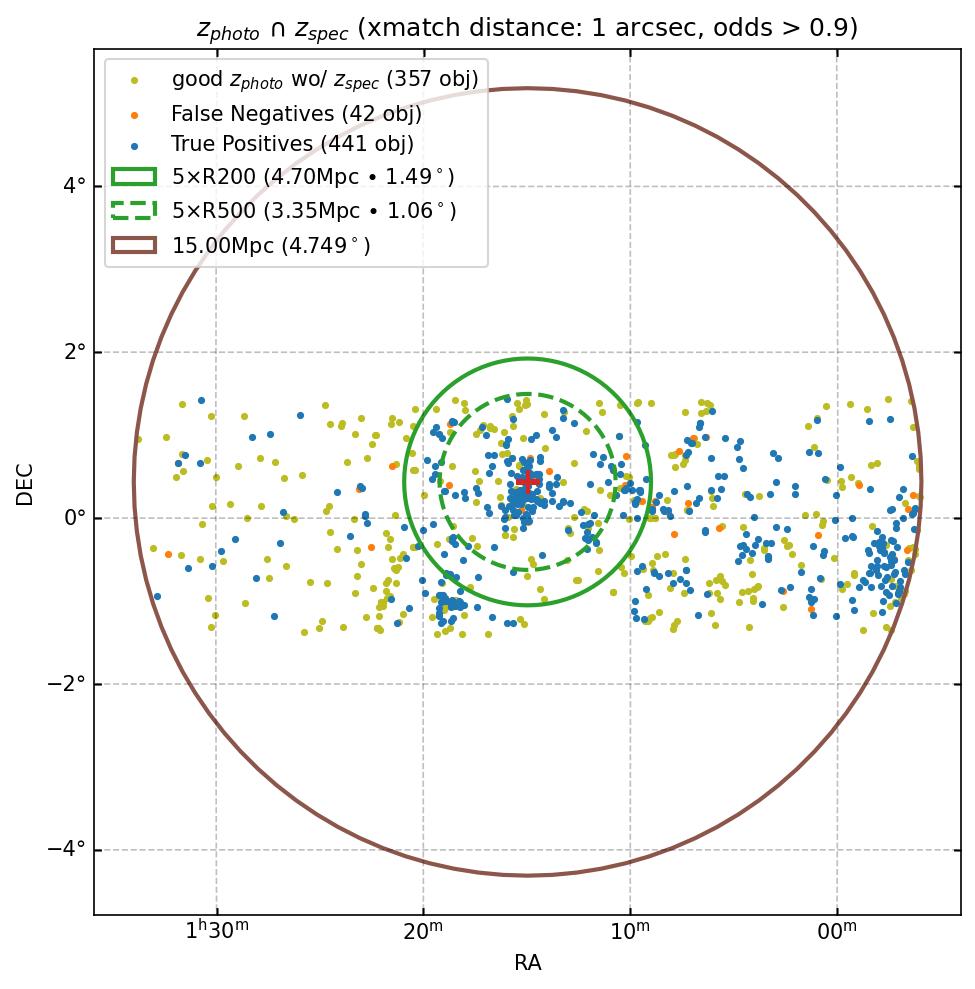 z_photo ∩ z_spec (xmatch distance: 1 arcsec, odds > 0.9)
good z_photo wo/ z_spec (357 obj)
False Negatives (42 obj)
True Positives (441 obj)
5×R200 (4.70Mpc • 1.49°)
5×R500 (3.35Mpc • 1.06°)
15.00Mpc (4.749°)
4°
2°
0°
−2°
−4°
DEC
1h30m 20m 10m 00m
RA